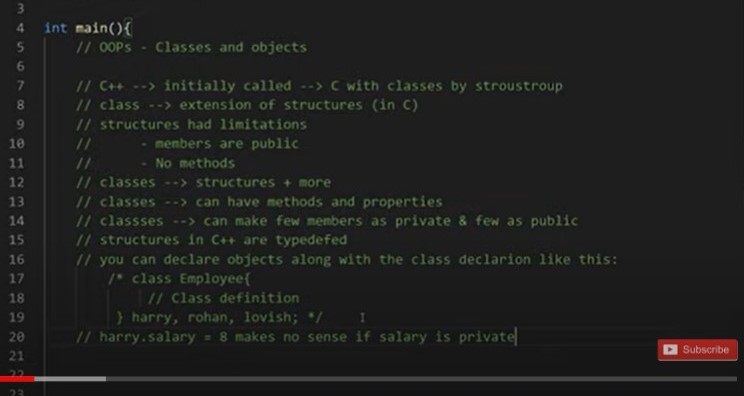 3
4 int main(){
5 // OOPs - Classes and objects
6
7 // C++ --> initially called --> C with classes by stroustroup
8 // class --> extension of structures (in C)
9 // structures had limitations
10 // - members are public
11 // - No methods
12 // classes --> structures + more
13 // classes --> can have methods and properties
14 // classses --> can make few members as private & few as public
15 // structures in C++ are typedefed
16 // you can declare objects along with the class declarion like this:
17 /* class Employee{
18 // Class definition
19 } harry, rohan, lovish; */
20 // harry.salary = 8 makes no sense if salary is private
Subscribe
21
22
23